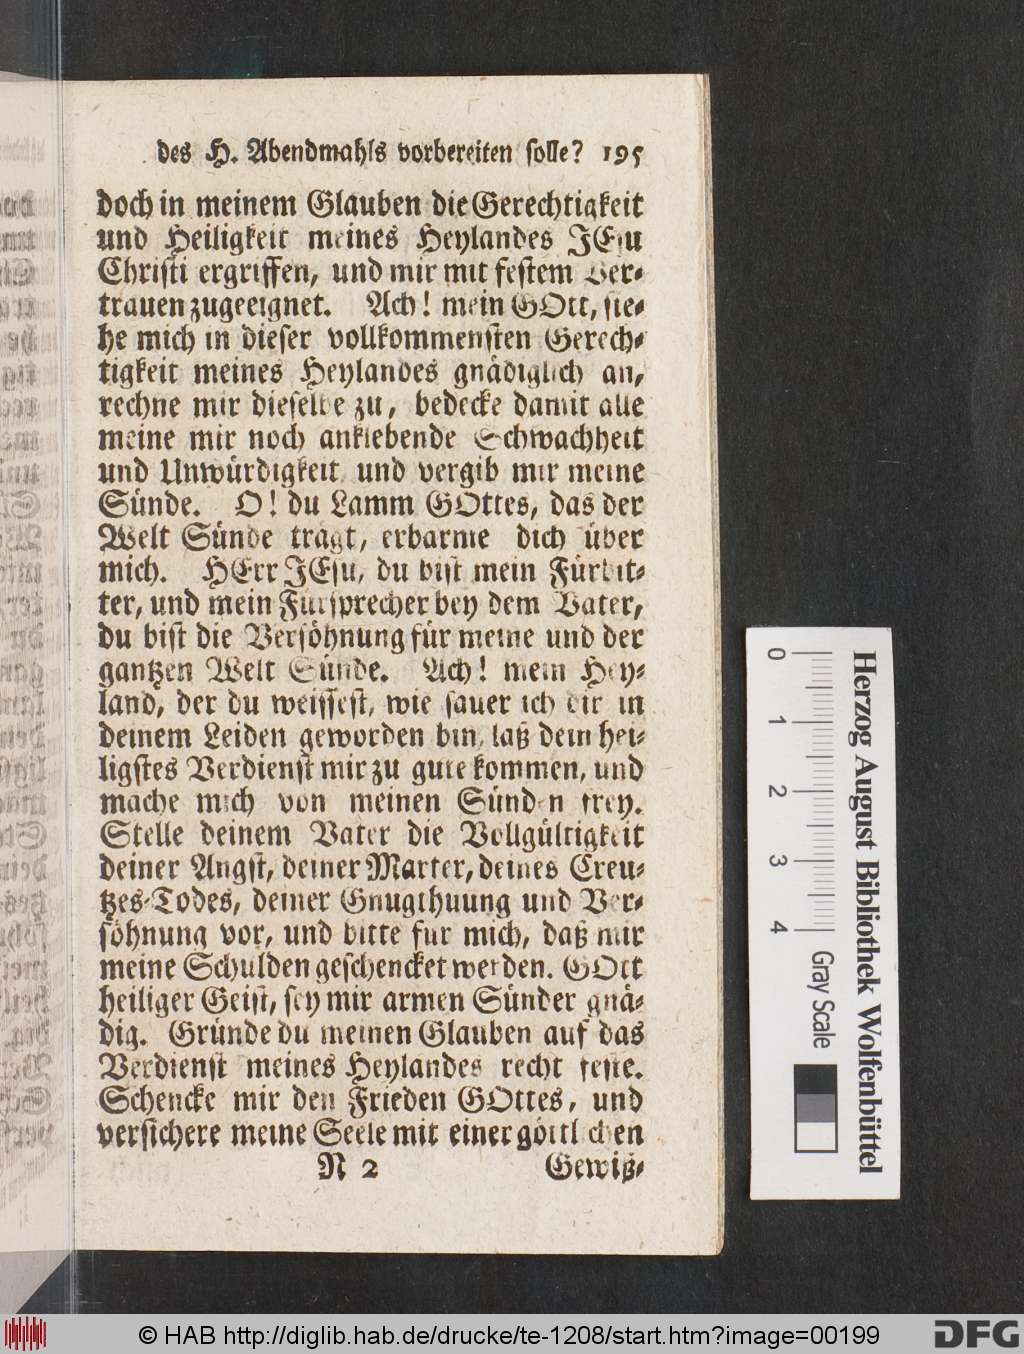 des H. Abendmahls vorbereiten solle? 195
doch in meinem Glauben die Gerechtigkeit
und Heiligkeit meines Heylandes JEsu
Christi ergriffen, und mir mit festem Ver-
trauen zugeeignet. Ach! mein GOtt, sie-
he mich in dieser vollkommensten Gerech-
tigkeit meines Heylandes gnädiglich an,
rechne mir dieselbe zu, bedecke damit alle
meine mir noch anklebende Schwachheit
und Unwürdigkeit und vergib mir meine
Sünde. O! du Lamm GOttes, das der
Welt Sünde trägt, erbarme dich über
mich. HErr JEsu, du bist mein Fürbit-
ter, und mein Fürsprecher bey dem Vater,
du bist die Versöhnung für meine und der
gantzen Welt Sünde. Ach! mein Hey-
land, der du weissest, wie sauer ich dir in
deinem Leiden geworden bin, laß dein hei-
ligstes Verdienst mir zu gute kommen, und
mache mich von meinen Sünden frey.
Stelle deinem Vater die Vollgültigkeit
deiner Angst, deiner Marter, deines Creu-
tzes-Todes, deiner Gnugthuung und Ver-
söhnung vor, und bitte für mich, daß mir
meine Schulden geschencket werden. GOtt
heiliger Geist, sey mir armen Sünder gnä-
dig. Gründe du meinen Glauben auf das
Verdienst meines Heylandes recht feste.
Schencke mir den Frieden GOttes, und
versichere meine Seele mit einer göttlichen
N 2 Gewiß-
0 1 2 3 4 Gray Scale
Herzog August Bibliothek Wolfenbüttel
© HAB http://diglib.hab.de/drucke/te-1208/start.htm?image=00199
DFG